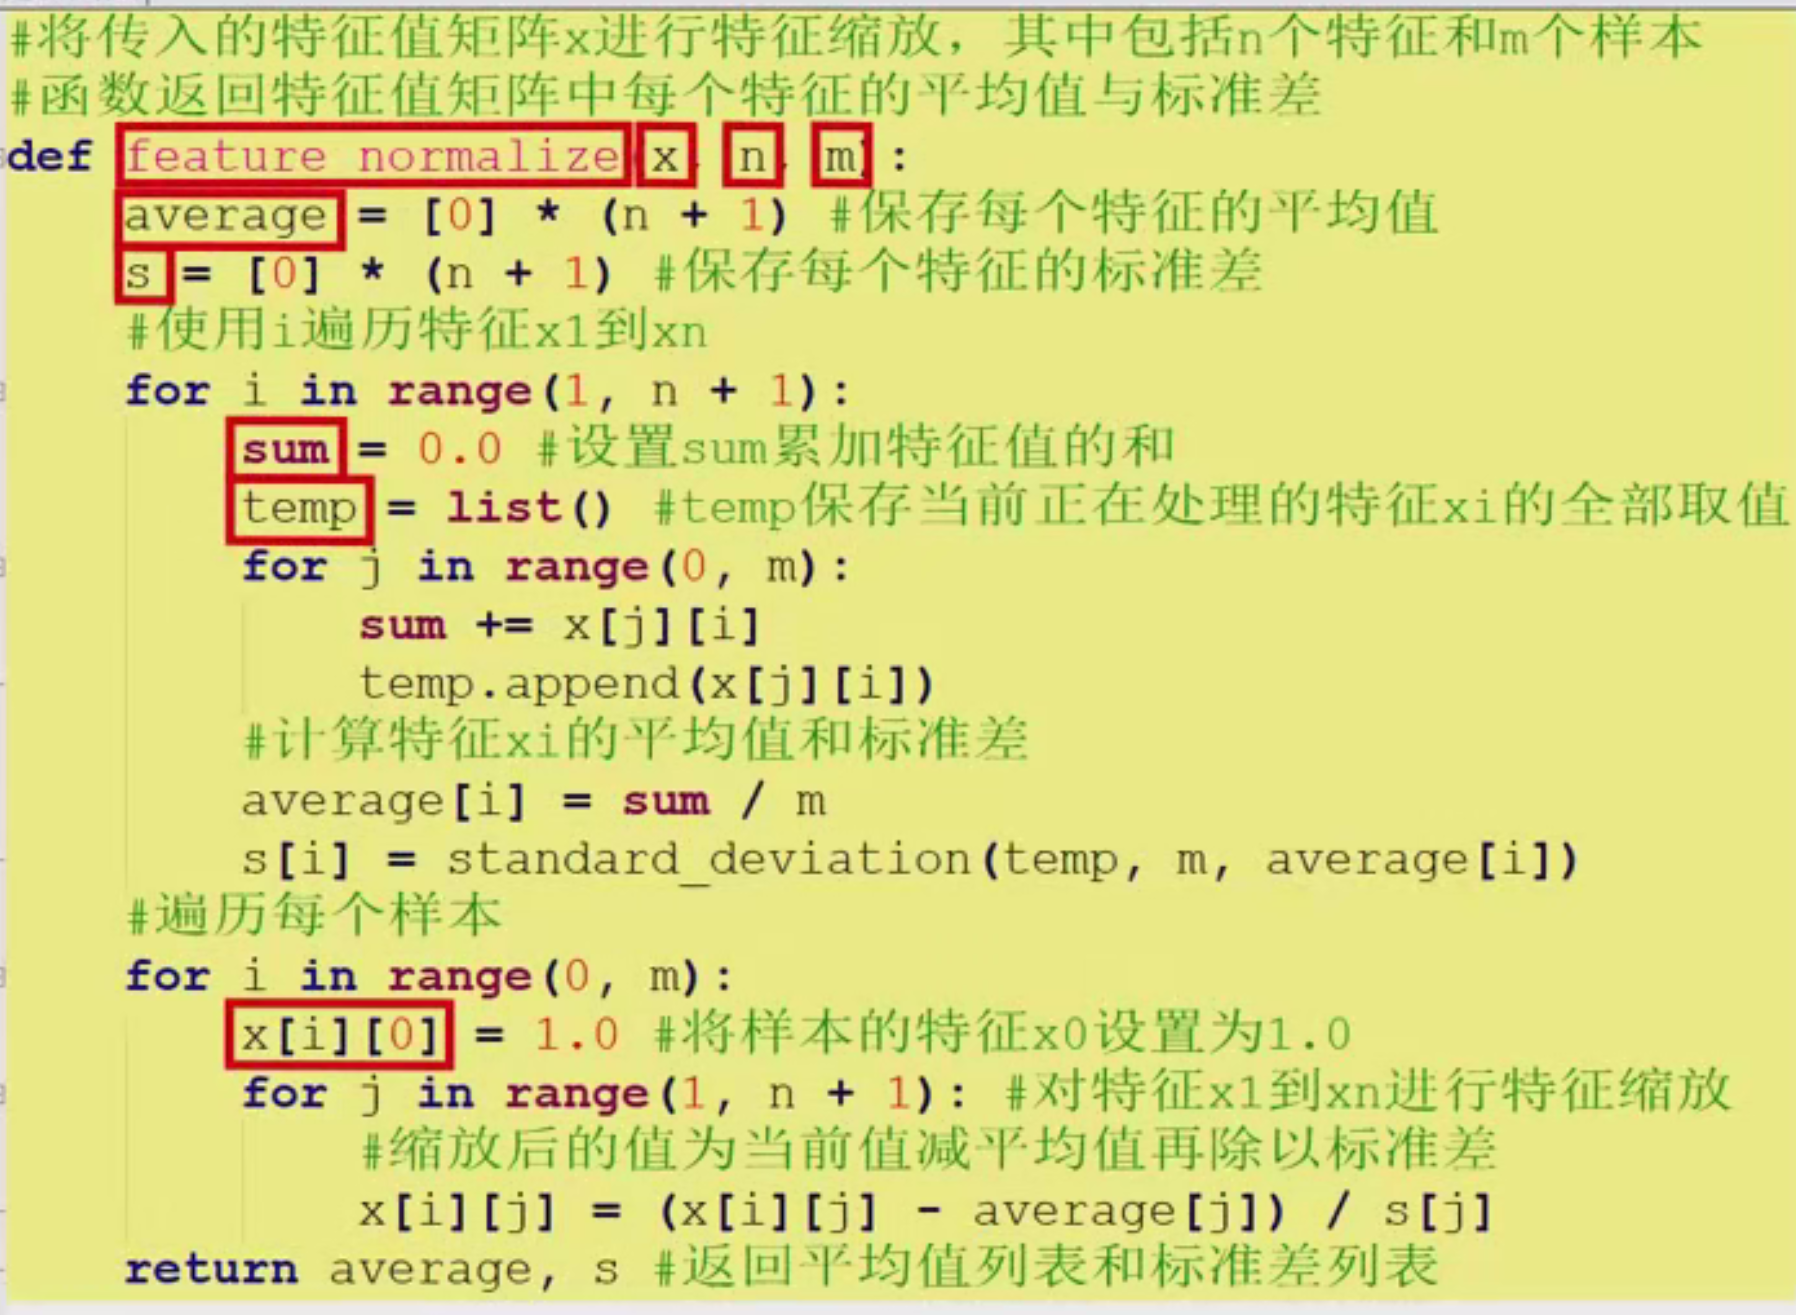 #将传入的特征值矩阵x进行特征缩放，其中包括n个特征和m个样本
#函数返回特征值矩阵中每个特征的平均值与标准差
def feature_normalize(x, n, m):
    average = [0] * (n + 1) #保存每个特征的平均值
    s = [0] * (n + 1) #保存每个特征的标准差
    #使用i遍历特征x1到xn
    for i in range(1, n + 1):
        sum = 0.0 #设置sum累加特征值的和
        temp = list() #temp保存当前正在处理的特征xi的全部取值
        for j in range(0, m):
            sum += x[j][i]
            temp.append(x[j][i])
        #计算特征xi的平均值和标准差
        average[i] = sum / m
        s[i] = standard_deviation(temp, m, average[i])
    #遍历每个样本
    for i in range(0, m):
        x[i][0] = 1.0 #将样本的特征x0设置为1.0
        for j in range(1, n + 1): #对特征x1到xn进行特征缩放
            #缩放后的值为当前值减平均值再除以标准差
            x[i][j] = (x[i][j] - average[j]) / s[j]
    return average, s #返回平均值列表和标准差列表